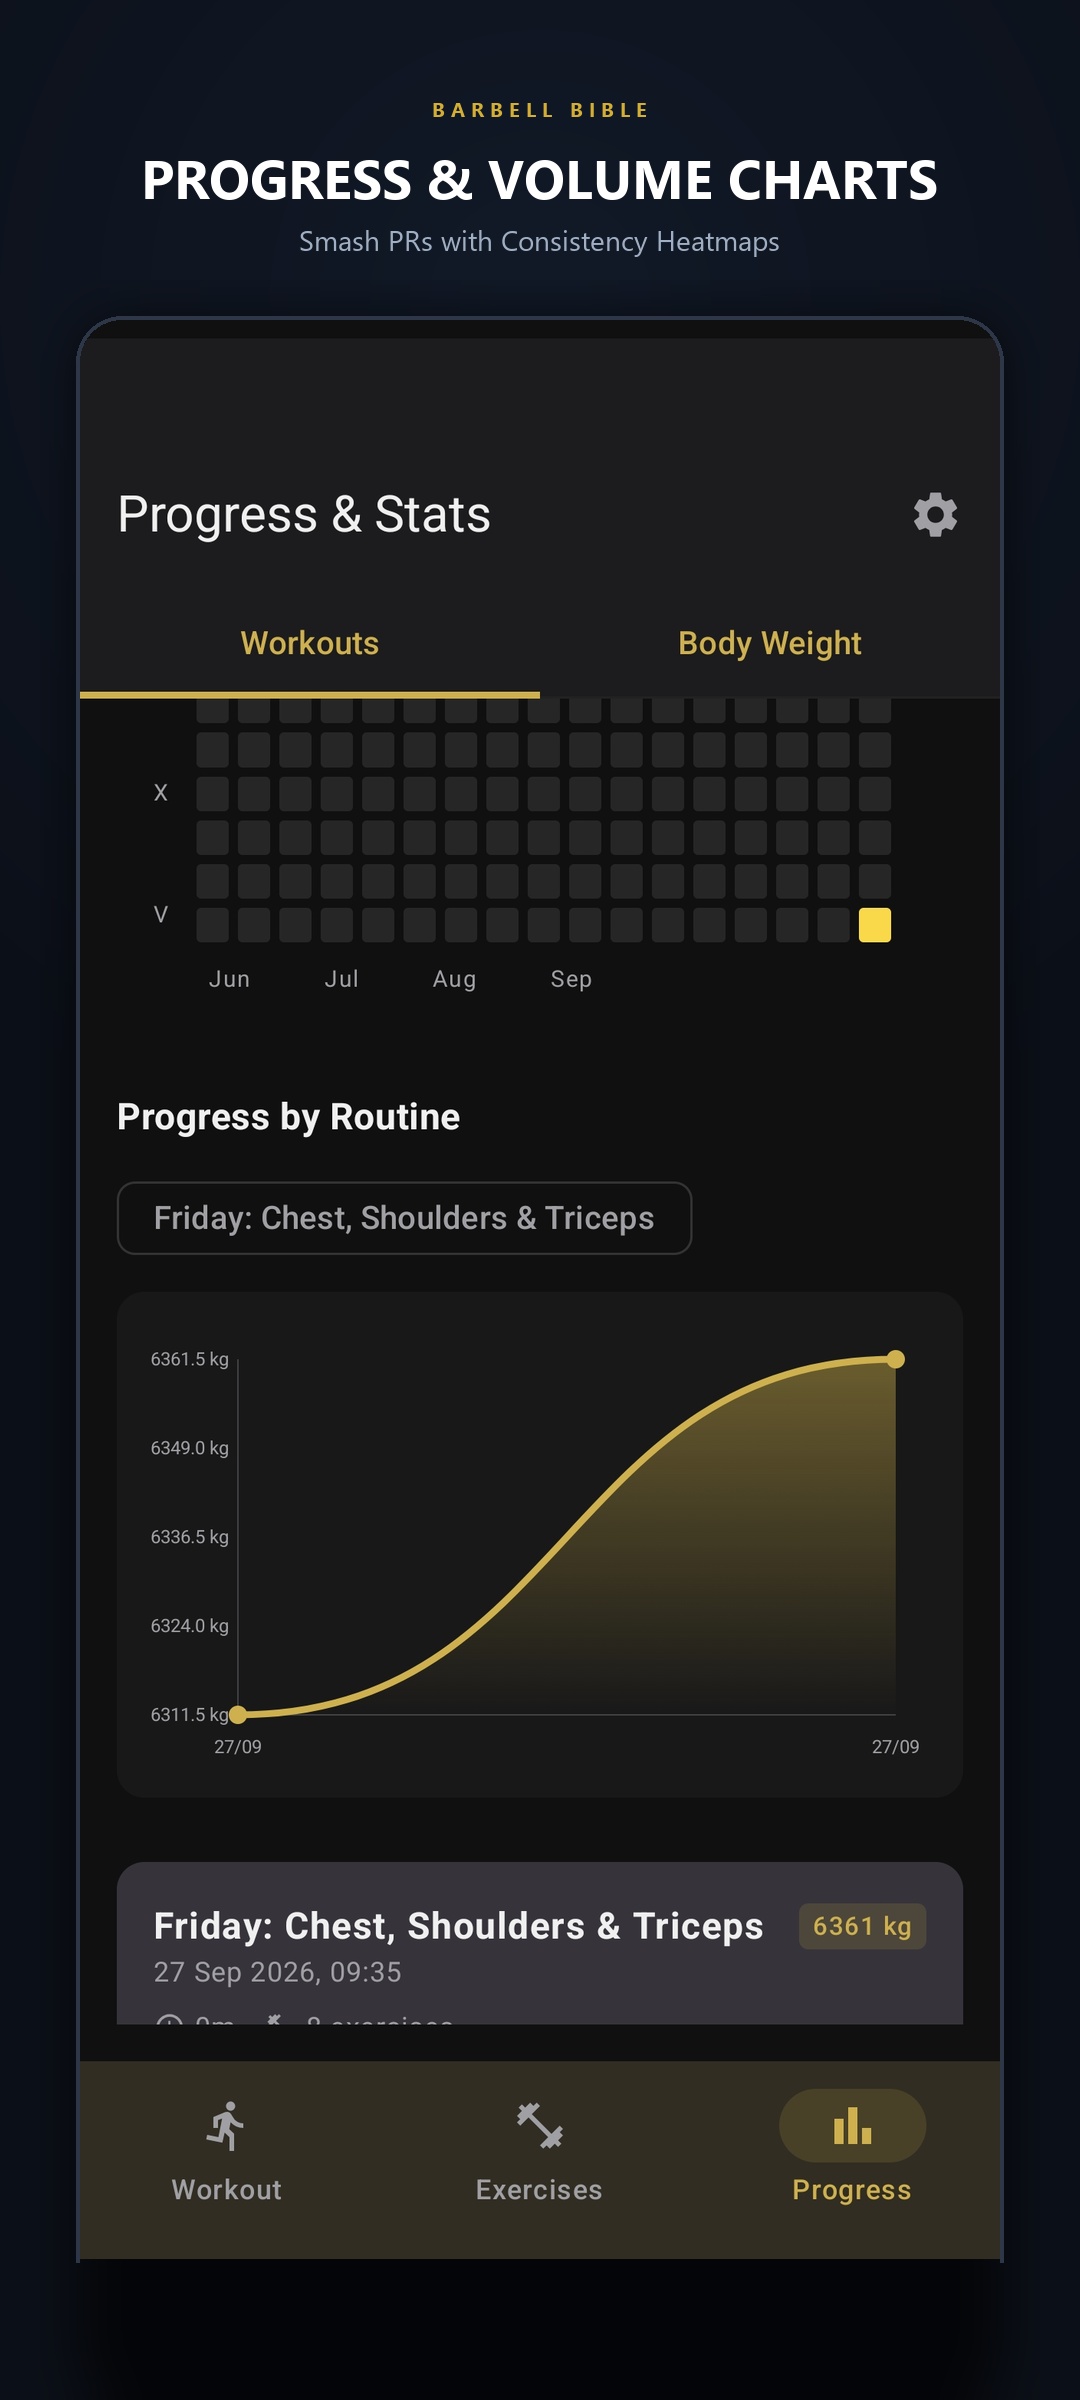 BARBELL BIBLE
PROGRESS & VOLUME CHARTS
Smash PRs with Consistency Heatmaps
Progress & Stats
Workouts
Body Weight
X
V
Jun Jul Aug Sep
Progress by Routine
Friday: Chest, Shoulders & Triceps
6361.5 kg
6349.0 kg
6336.5 kg
6324.0 kg
6311.5 kg
27/09 27/09
Friday: Chest, Shoulders & Triceps
6361 kg
27 Sep 2026, 09:35
Workout
Exercises
Progress